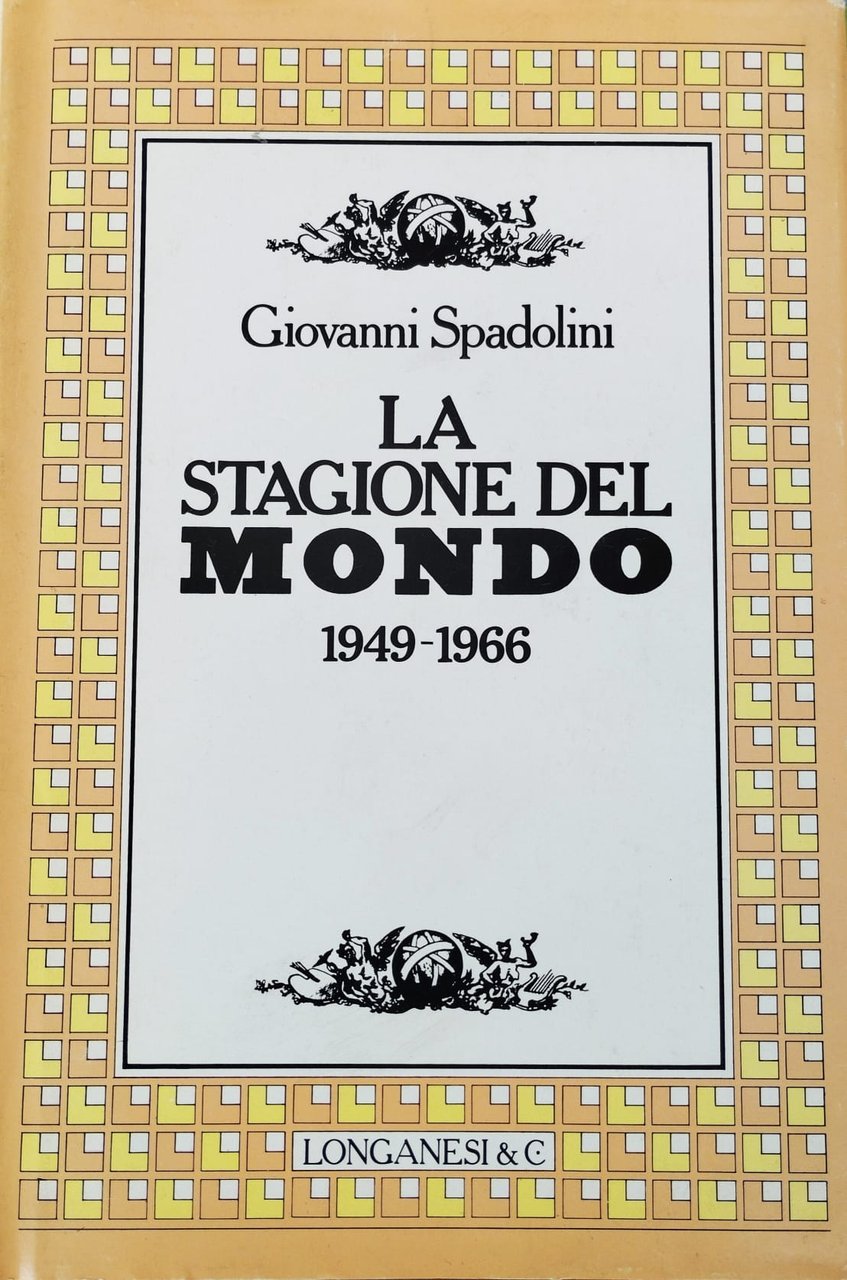 Giovanni Spadolini
LA
STAGIONE DEL
MONDO
1949-1966
LONGANESI & C.